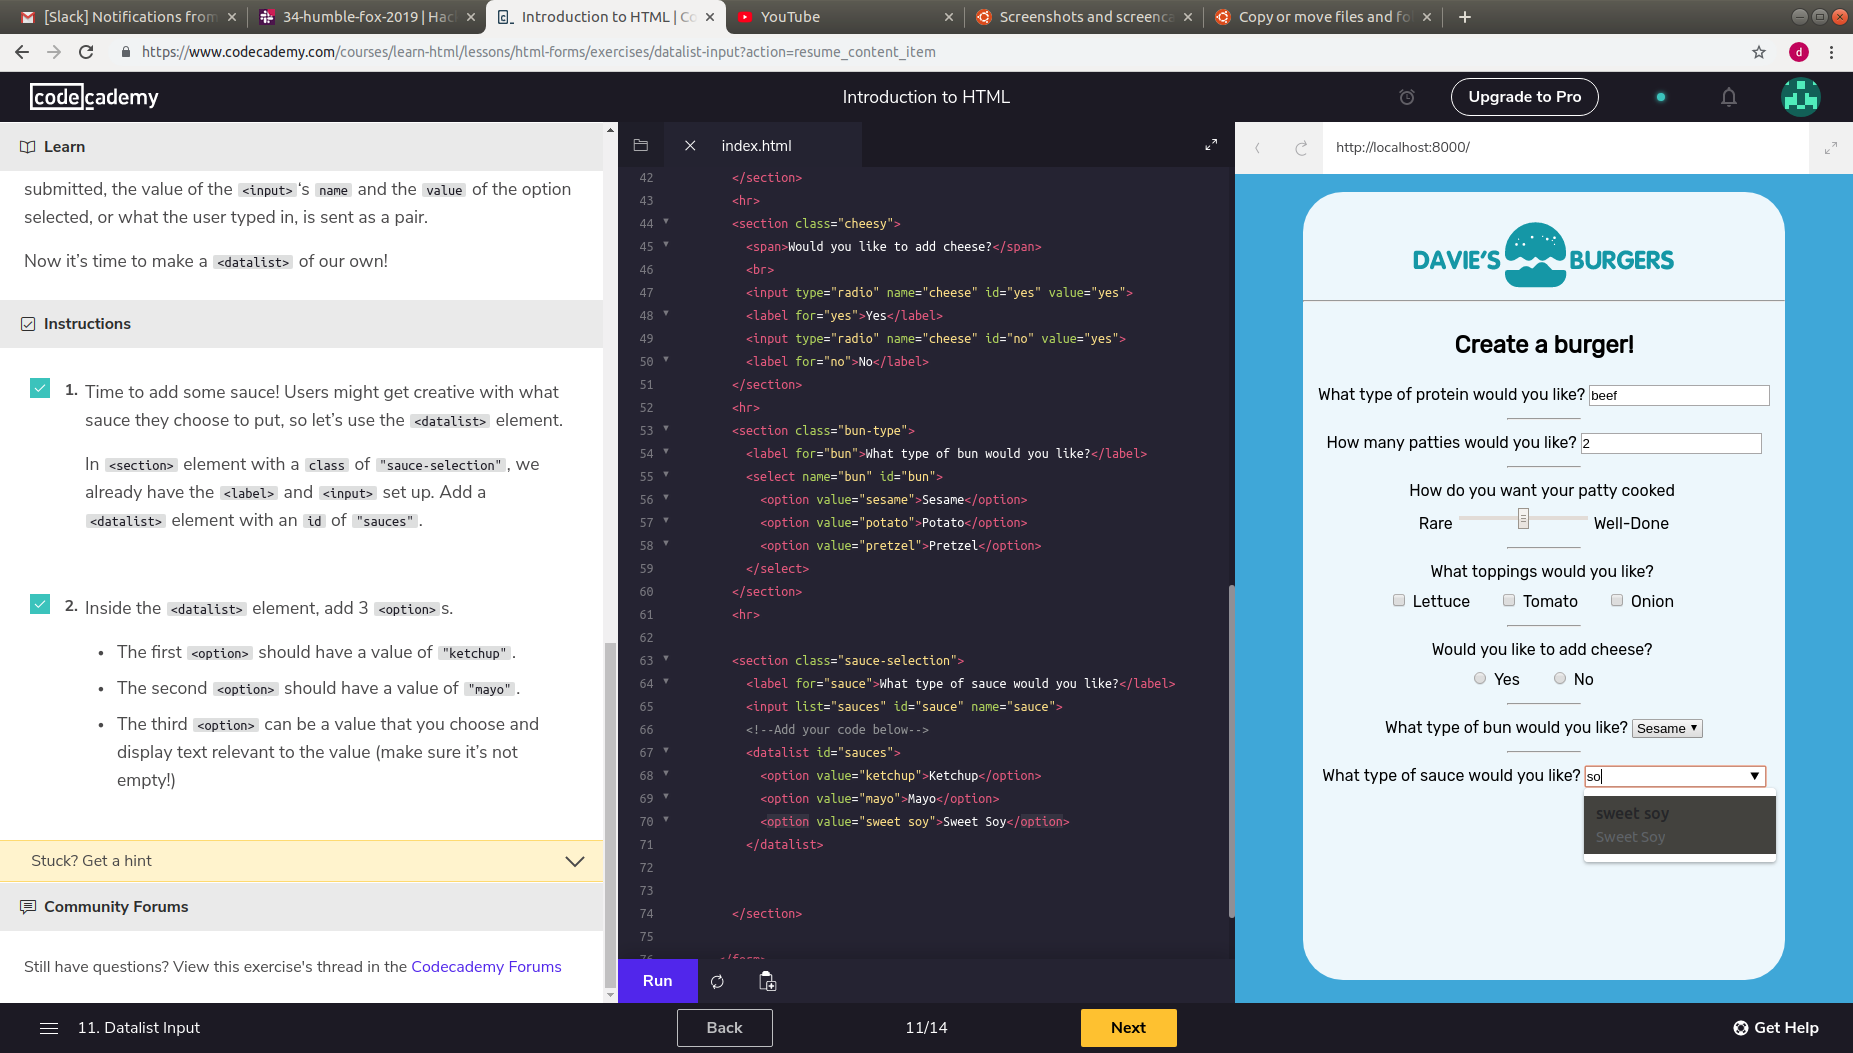 [Slack] Notifications from
34-humble-fox-2019 | Hac
Introduction to HTML | Co
YouTube
Screenshots and screenca
Copy or move files and fol
https://www.codecademy.com/courses/learn-html/lessons/html-forms/exercises/datalist-input?action=resume_content_item
d
codecademy
Introduction to HTML
Upgrade to Pro
Learn
submitted, the value of the <input>'s name and the value of the option
selected, or what the user typed in, is sent as a pair.
Now it's time to make a <datalist> of our own!
Instructions
1. Time to add some sauce! Users might get creative with what
sauce they choose to put, so let's use the <datalist> element.
In <section> element with a class of "sauce-selection", we
already have the <label> and <input> set up. Add a
<datalist> element with an id of "sauces".
2. Inside the <datalist> element, add 3 <option>s.
• The first <option> should have a value of "ketchup".
• The second <option> should have a value of "mayo".
• The third <option> can be a value that you choose and
display text relevant to the value (make sure it's not
empty!)
Stuck? Get a hint
Community Forums
Still have questions? View this exercise's thread in the Codecademy Forums
index.html
42 </section>
43 <hr>
44 <section class="cheesy">
45 <span>Would you like to add cheese?</span>
46 <br>
47 <input type="radio" name="cheese" id="yes" value="yes">
48 <label for="yes">Yes</label>
49 <input type="radio" name="cheese" id="no" value="yes">
50 <label for="no">No</label>
51 </section>
52 <hr>
53 <section class="bun-type">
54 <label for="bun">What type of bun would you like?</label>
55 <select name="bun" id="bun">
56 <option value="sesame">Sesame</option>
57 <option value="potato">Potato</option>
58 <option value="pretzel">Pretzel</option>
59 </select>
60 </section>
61 <hr>
62
63 <section class="sauce-selection">
64 <label for="sauce">What type of sauce would you like?</label>
65 <input list="sauces" id="sauce" name="sauce">
66 <!--Add your code below-->
67 <datalist id="sauces">
68 <option value="ketchup">Ketchup</option>
69 <option value="mayo">Mayo</option>
70 <option value="sweet soy">Sweet Soy</option>
71 </datalist>
72
73
74 </section>
75
76 </form>
Run
http://localhost:8000/
DAVIE'S BURGERS
Create a burger!
What type of protein would you like? beef
How many patties would you like? 2
How do you want your patty cooked
Rare Well-Done
What toppings would you like?
Lettuce Tomato Onion
Would you like to add cheese?
Yes No
What type of bun would you like? Sesame
What type of sauce would you like? so
sweet soy
Sweet Soy
11. Datalist Input
Back
11/14
Next
Get Help